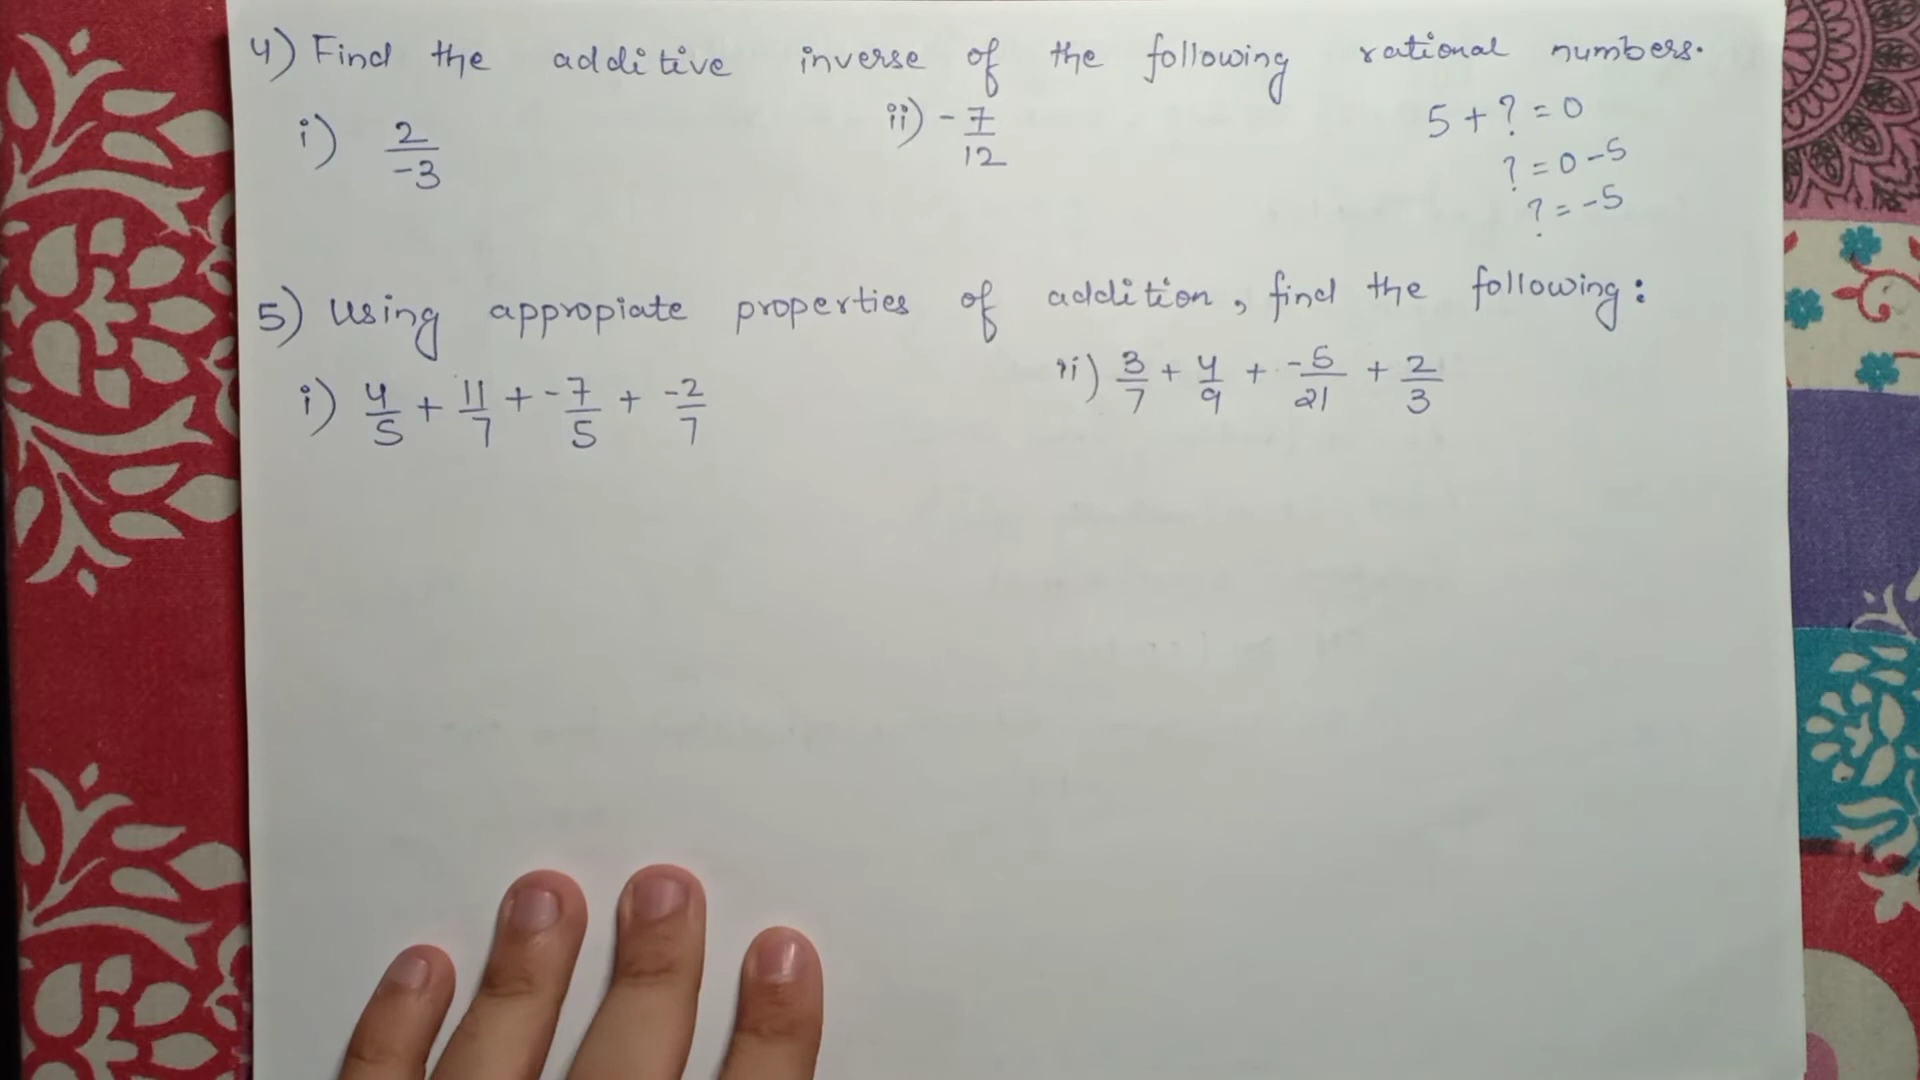 4) Find the additive inverse of the following rational numbers.
i) 2/-3 ii) -7/12 5 + ? = 0
? = 0 - 5
? = -5
5) Using appropiate properties of addition, find the following:
i) 4/5 + 11/7 + -7/5 + -2/7 ii) 3/7 + 4/9 + -5/21 + 2/3